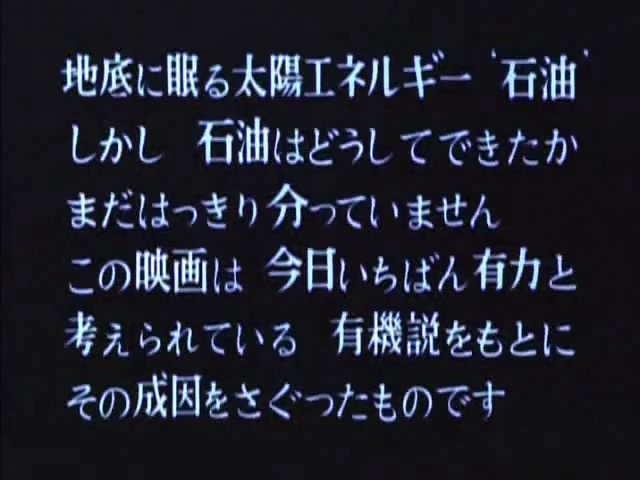 地底に眠る太陽エネルギー‘石油’
しかし　石油はどうしてできたか
まだはっきり分っていません
この映画は　今日いちばん有力と
考えられている　有機説をもとに
その成因をさぐったものです